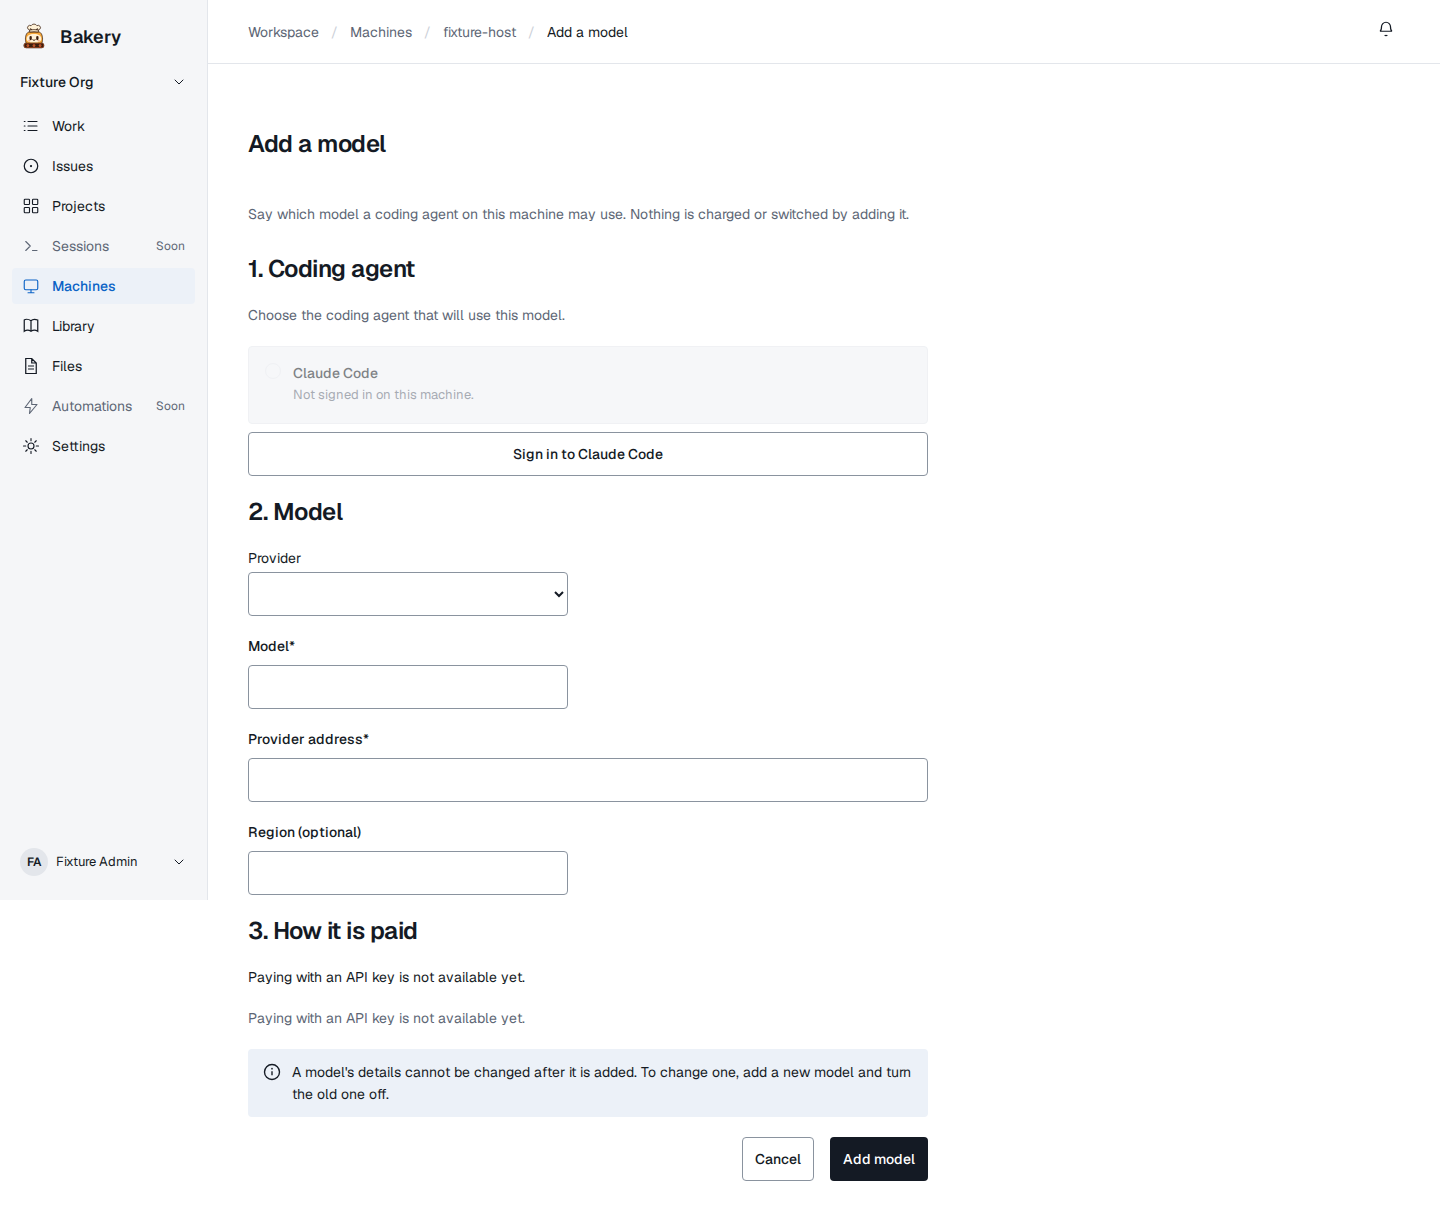 Bakery
Fixture Org
Work
Issues
Projects
Sessions Soon
Machines
Library
Files
Automations Soon
Settings
FA Fixture Admin
Workspace / Machines / fixture-host / Add a model
Add a model
Say which model a coding agent on this machine may use. Nothing is charged or switched by adding it.
1. Coding agent
Choose the coding agent that will use this model.
Claude Code
Not signed in on this machine.
Sign in to Claude Code
2. Model
Provider
Model*
Provider address*
Region (optional)
3. How it is paid
Paying with an API key is not available yet.
Paying with an API key is not available yet.
A model's details cannot be changed after it is added. To change one, add a new model and turn
the old one off.
Cancel
Add model